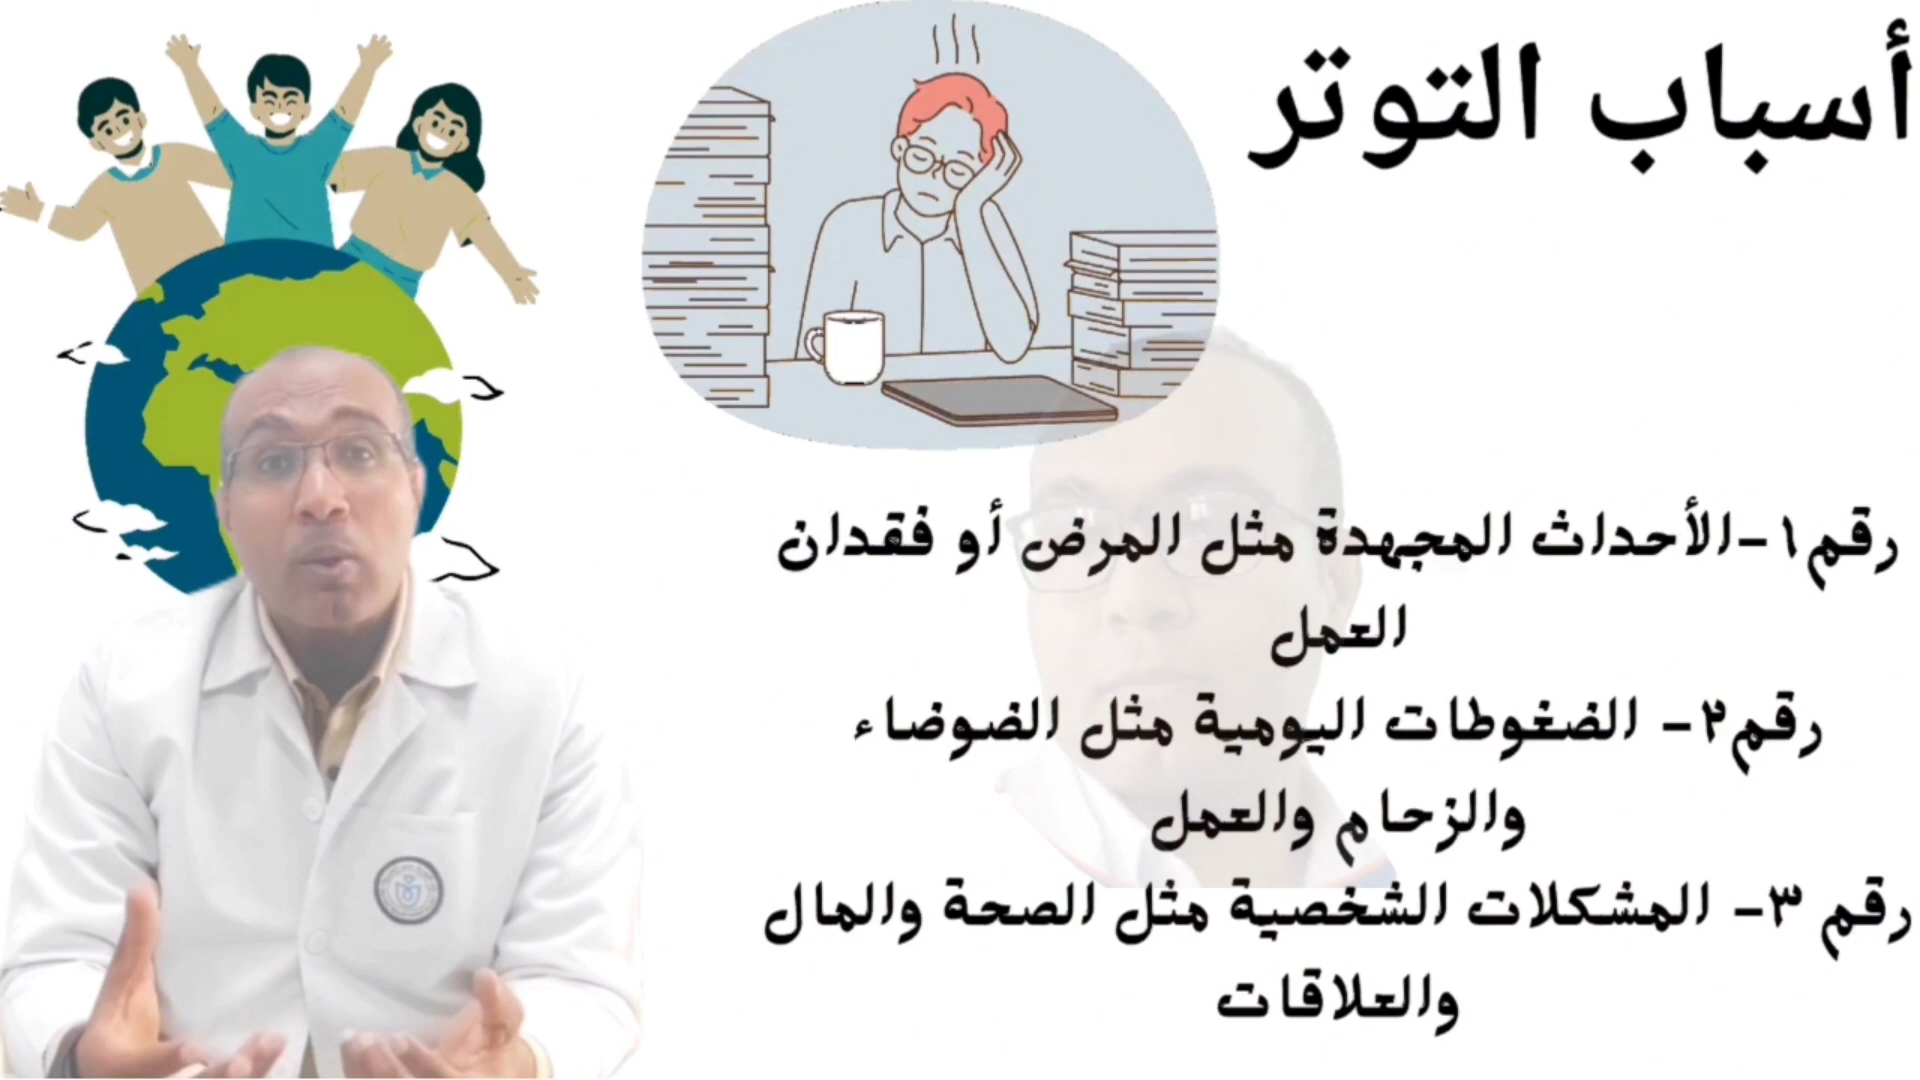 أسباب التوتر
رقم١-الأحداث المجهدة مثل المرض أو فقدان
العمل
رقم٢- الضغوطات اليومية مثل الضوضاء
والزحام والعمل
رقم ٣- المشكلات الشخصية مثل الصحة والمال
والعلاقات